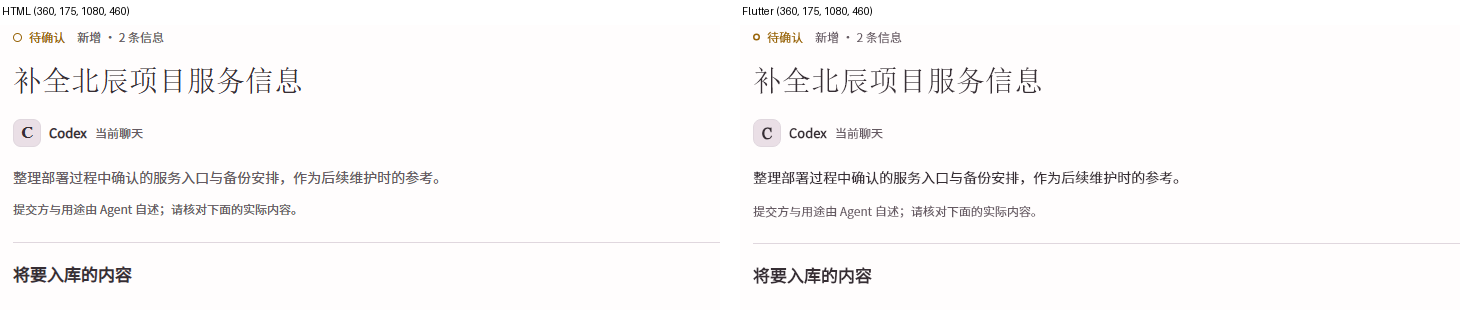 HTML (360, 175, 1080, 460)
待确认 新增 · 2 条信息
补全北辰项目服务信息
C Codex 当前聊天
整理部署过程中确认的服务入口与备份安排，作为后续维护时的参考。
提交方与用途由 Agent 自述；请核对下面的实际内容。
将要入库的内容
Flutter (360, 175, 1080, 460)
待确认 新增 · 2 条信息
补全北辰项目服务信息
C Codex 当前聊天
整理部署过程中确认的服务入口与备份安排，作为后续维护时的参考。
提交方与用途由 Agent 自述；请核对下面的实际内容。
将要入库的内容